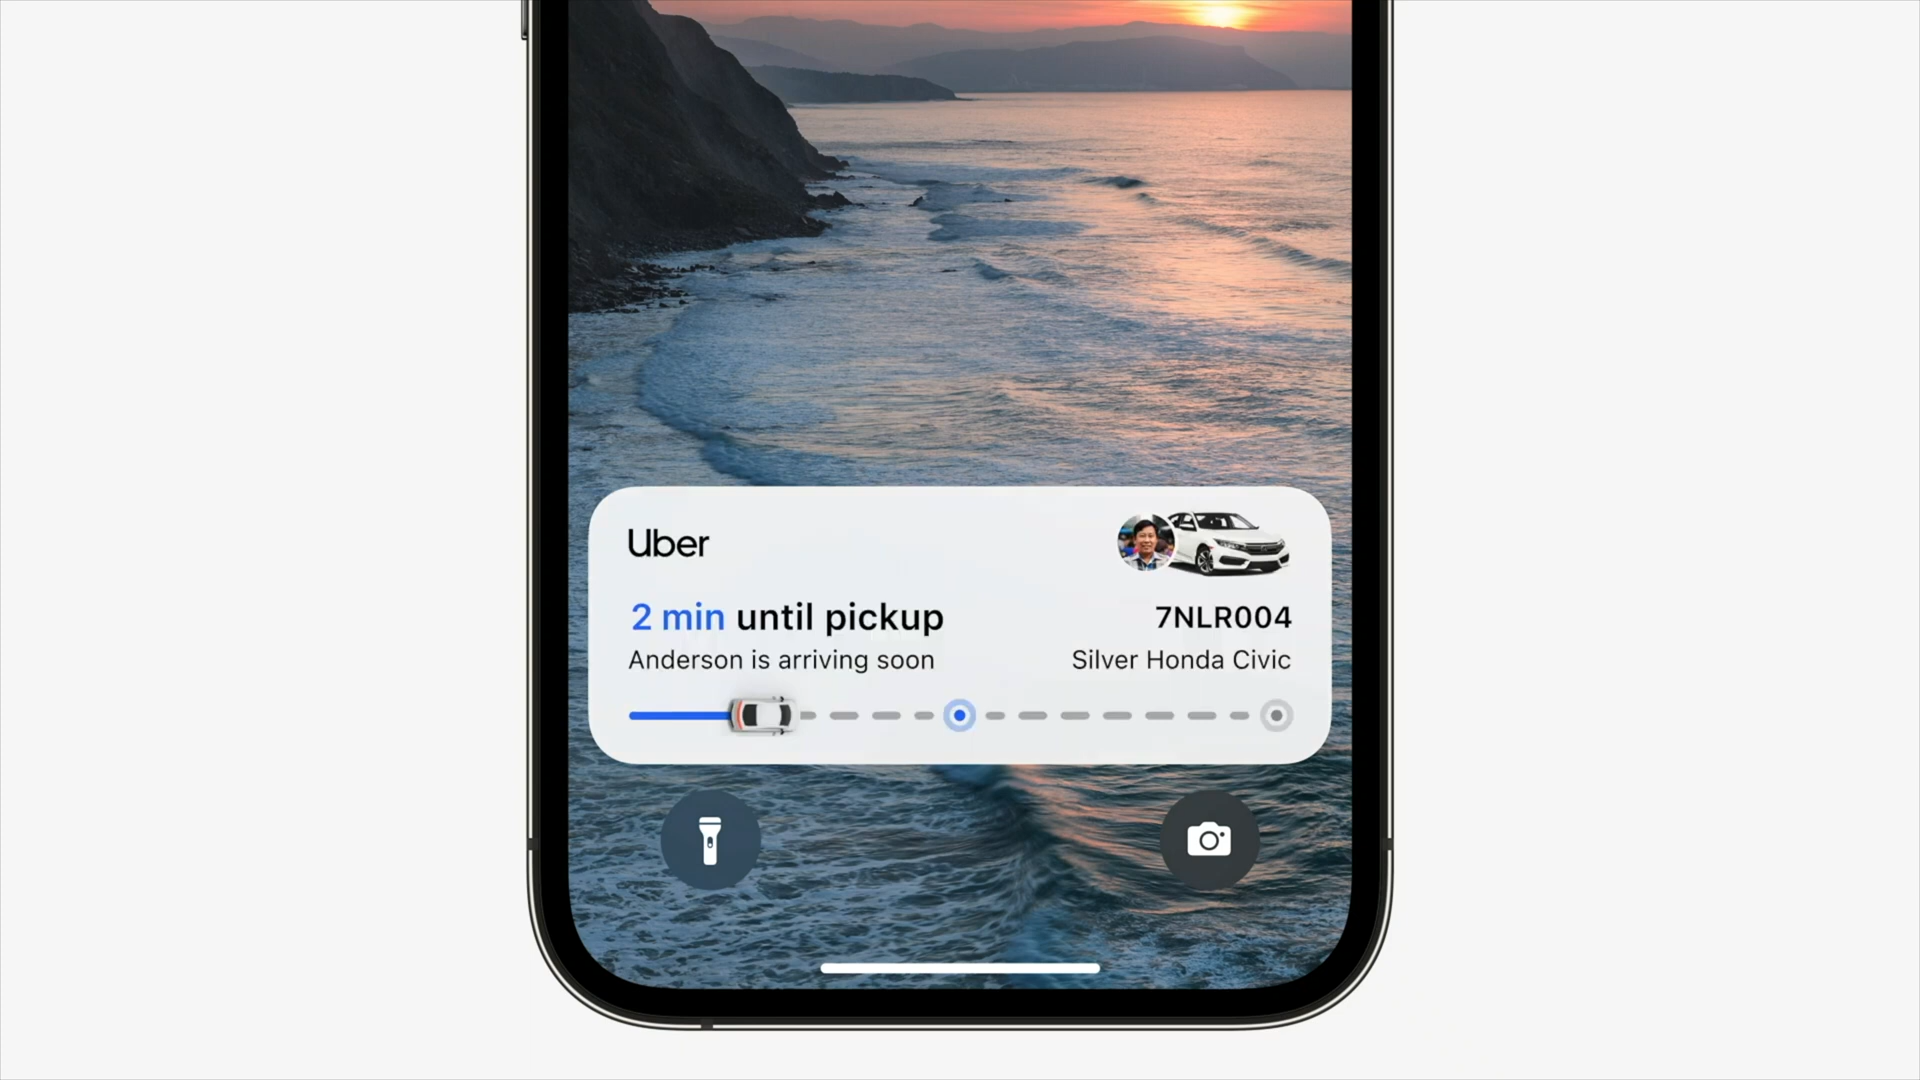 Uber
2 min until pickup
7NLR004
Anderson is arriving soon
Silver Honda Civic